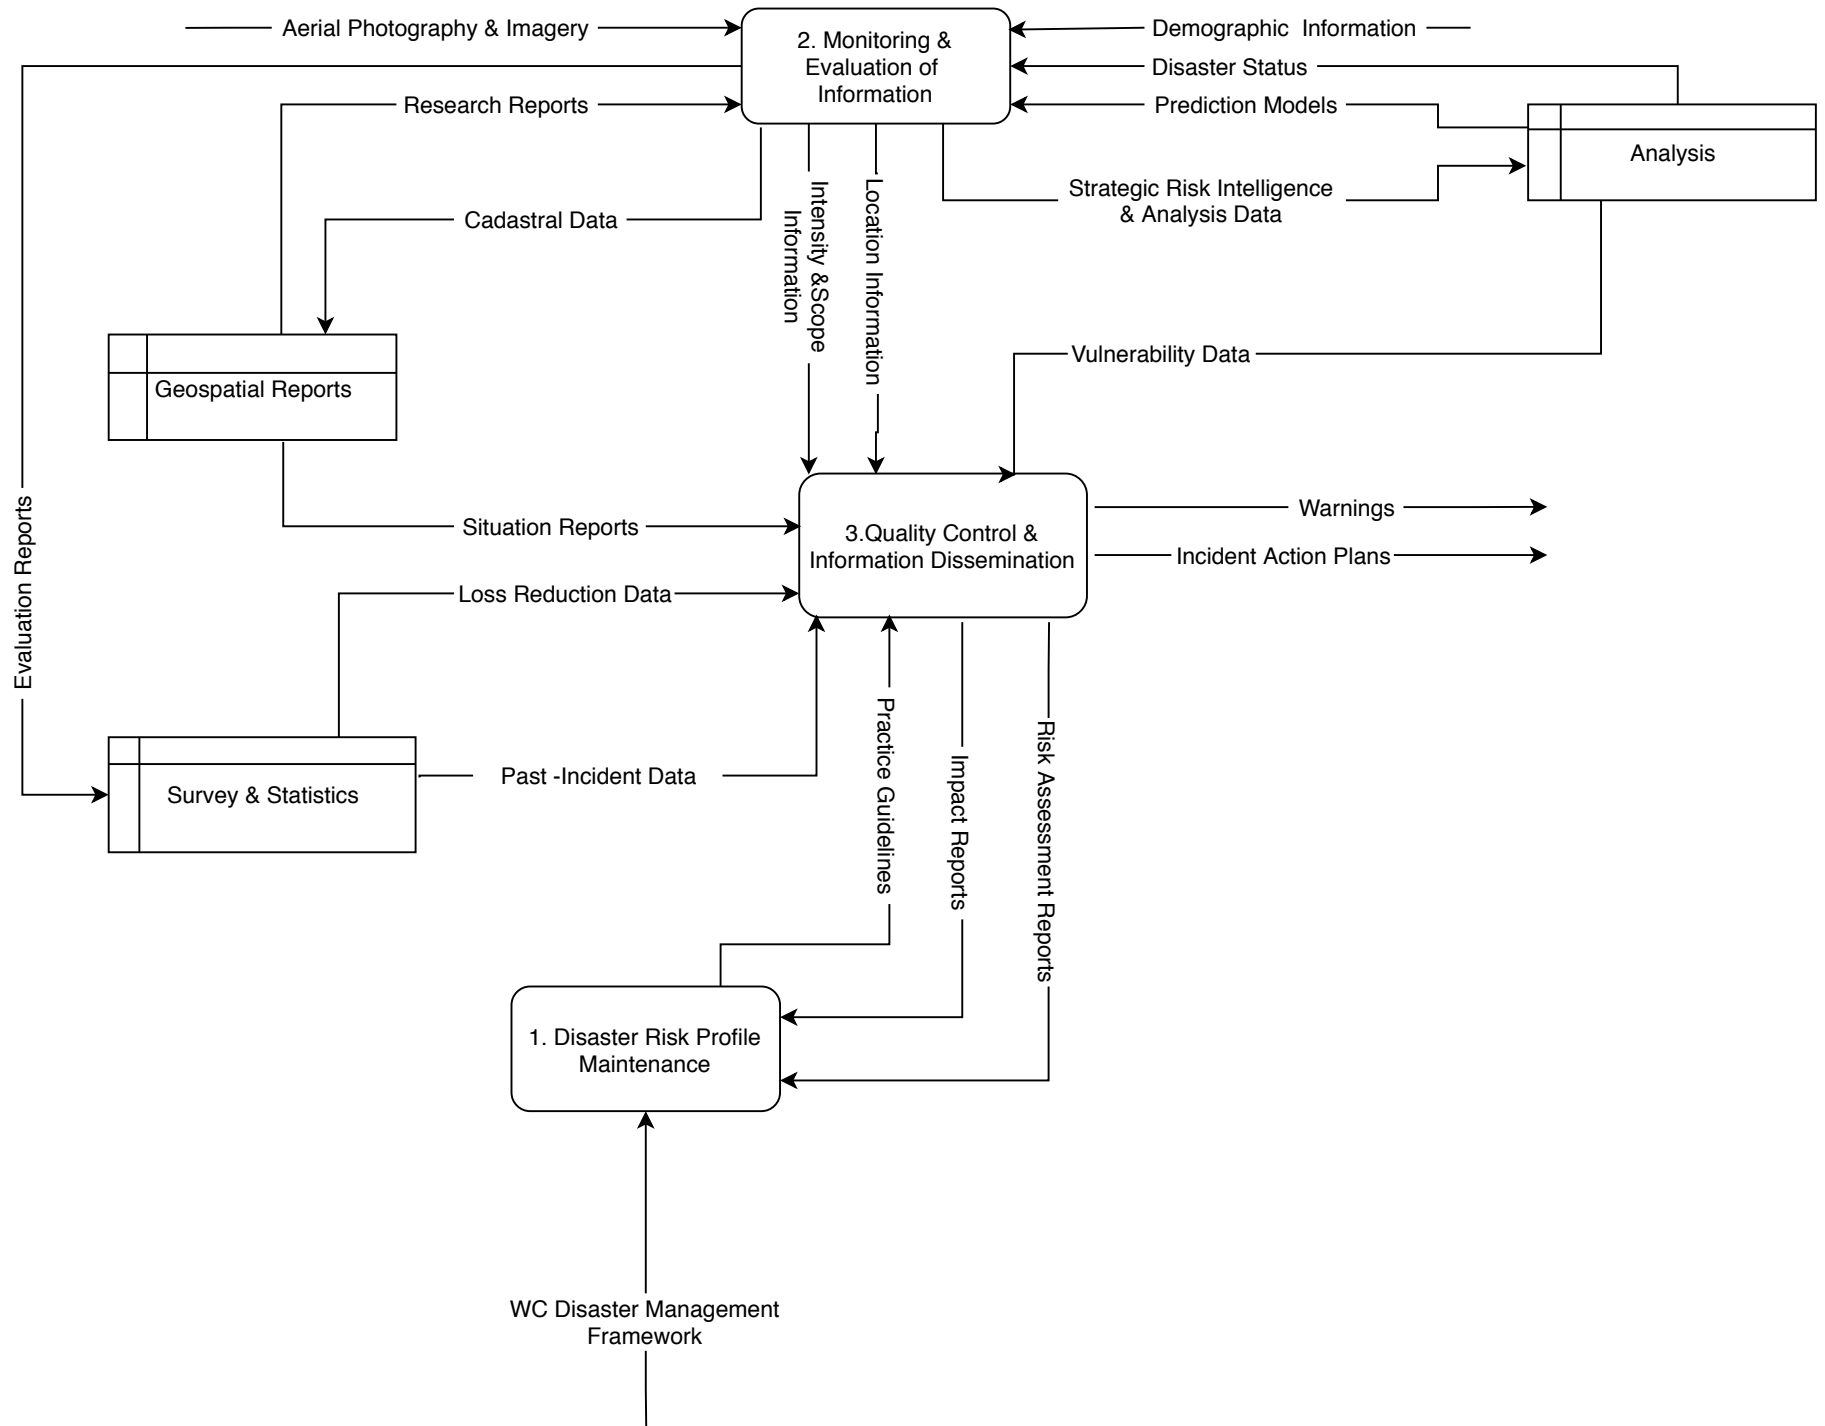 Aerial Photography & Imagery
2. Monitoring &
Evaluation of
Information
Demographic  Information
Disaster Status
Research Reports
Prediction Models
Analysis
Strategic Risk Intelligence
& Analysis Data
Cadastral Data
Intensity &Scope
Information
Location Information
Vulnerability Data
Geospatial Reports
Evaluation Reports
Situation Reports
3.Quality Control &
Information Dissemination
Warnings
Incident Action Plans
Loss Reduction Data
Past -Incident Data
Survey & Statistics
Practice Guidelines
Impact Reports
Risk Assessment Reports
1. Disaster Risk Profile
Maintenance
WC Disaster Management
Framework